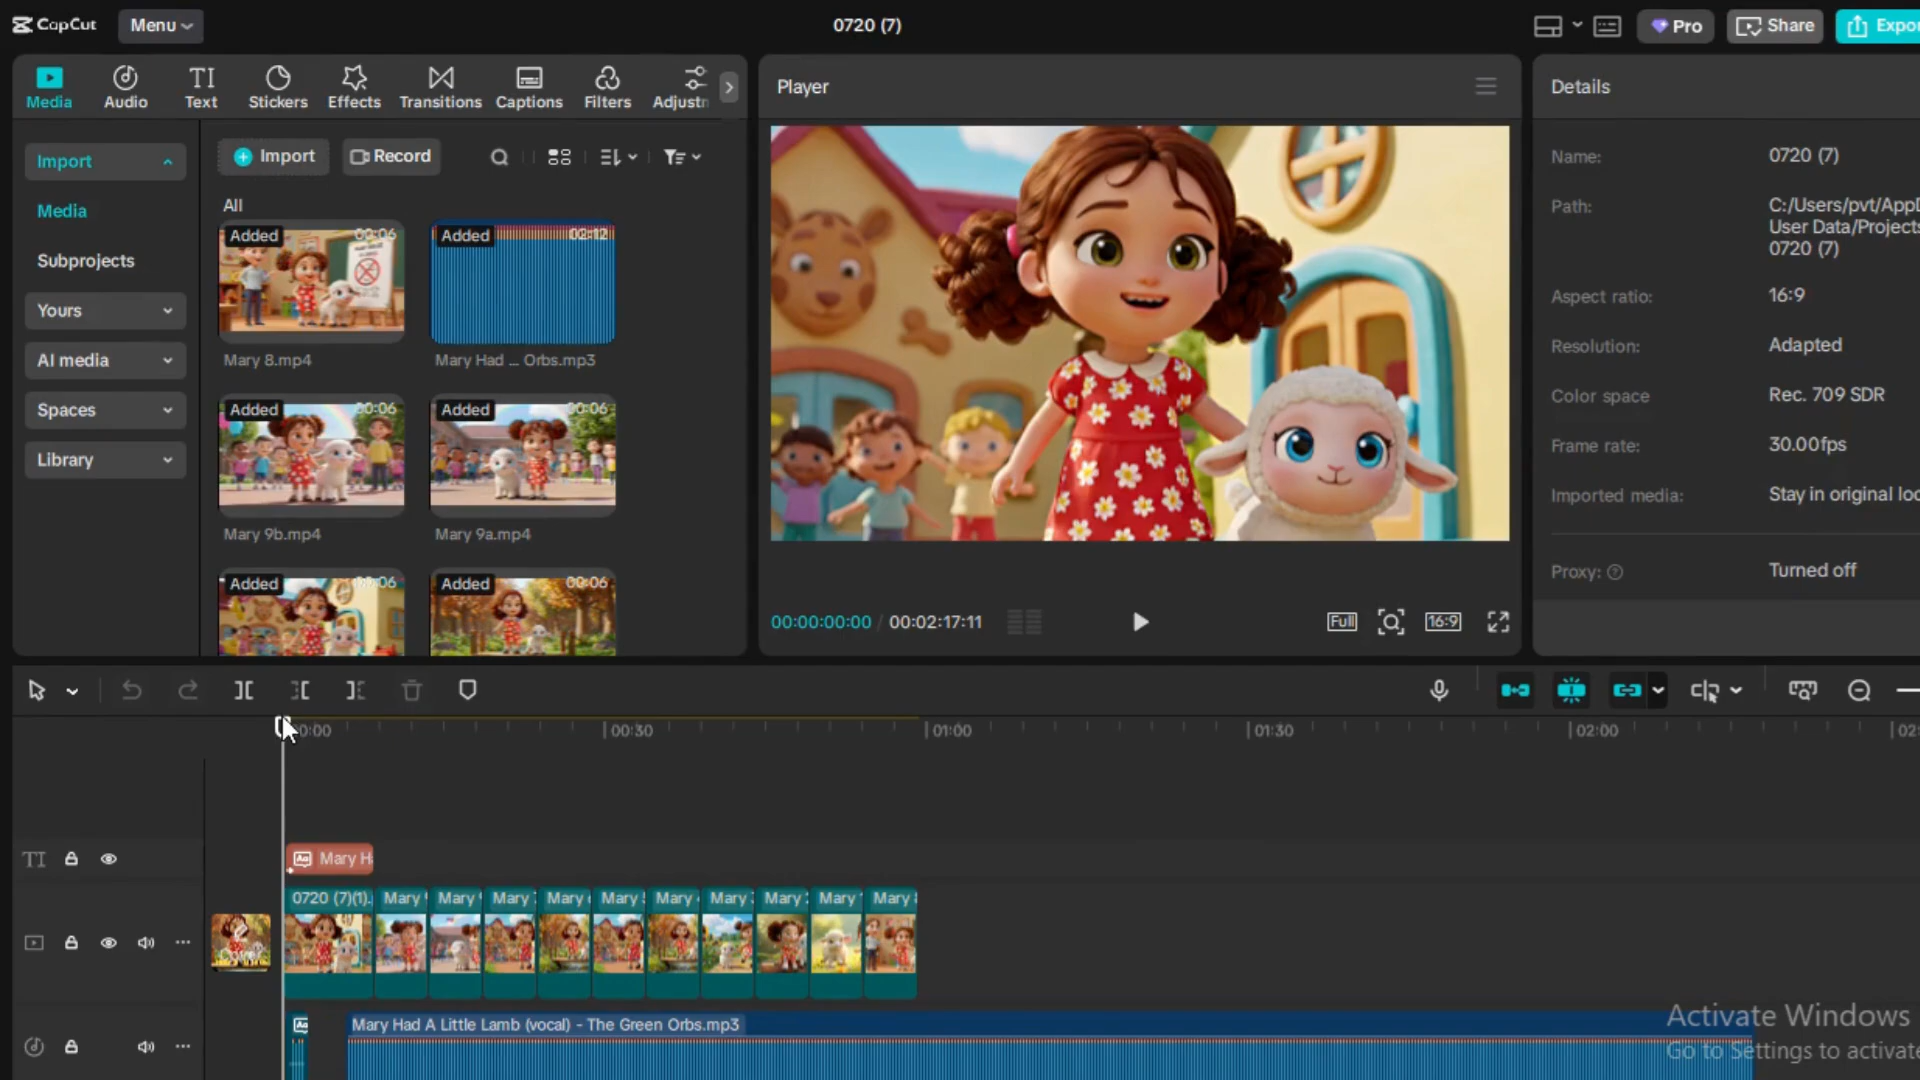 CapCut
Menu
0720 (7)
Pro
Share
Expor
Media
Audio
TI
Text
Stickers
Effects
Transitions
Captions
Filters
Adjustn
Player
Details
Import
Import
Record
Name:
0720 (7)
Media
All
Path:
C:/Users/pvt/AppD
User Data/Projects
0720 (7)
Subprojects
Added
00:06
Added
02:12
Yours
Aspect ratio:
16:9
AI media
Mary 8.mp4
Mary Had ... Orbs.mp3
Resolution:
Adapted
Spaces
Added
00:06
Added
00:06
Color space
Rec. 709 SDR
Library
Frame rate:
30.00fps
Imported media:
Stay in original loc
Mary 9b.mp4
Mary 9a.mp4
Added
00:06
Added
00:06
Proxy:
Turned off
00:00:00:00 / 00:02:17:11
Full
16:9
00:30
01:00
01:30
02:00
TI
Mary H
0720 (7)(1).
Mary
Mary
Mary
Mary
Mary
Mary
Mary
Mary
Mary
Mary
Cover
Mary Had A Little Lamb (vocal) - The Green Orbs.mp3
Activate Windows
Go to Settings to activate